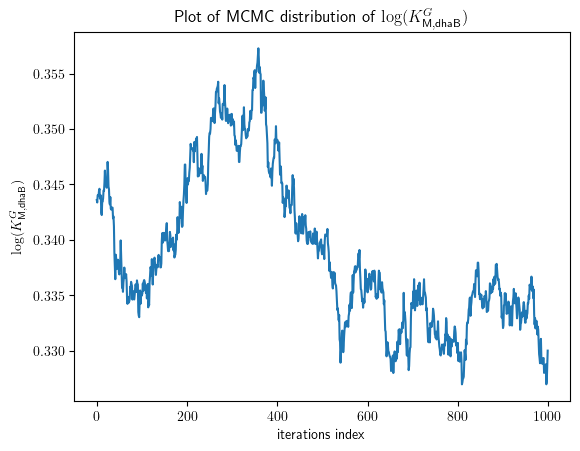 Plot of MCMC distribution of log(K^G_M,dhaB)
log(K^G_M,dhaB)
0.355
0.350
0.345
0.340
0.335
0.330
0 200 400 600 800 1000
iterations index